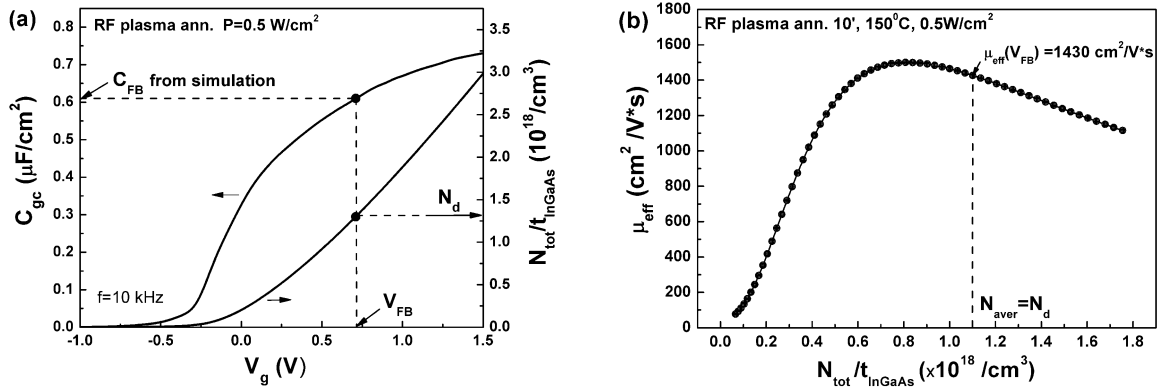 (a)
RF plasma ann. P=0.5 W/cm²
C_FB from simulation
N_d
V_FB
f=10 kHz
C_gc (μF/cm²)
0.8
0.7
0.6
0.5
0.4
0.3
0.2
0.1
0.0
-1.0
-0.5
0.0
0.5
1.0
1.5
V_g (V)
3.5
3.0
2.5
2.0
1.5
1.0
0.5
0.0
N_tot/t_InGaAs (10¹⁸/cm³)
(b)
RF plasma ann. 10', 150⁰C, 0.5W/cm²
μ_eff(V_FB) =1430 cm²/V*s
N_aver=N_d
μ_eff (cm² /V*s)
1600
1800
1400
1200
1000
800
600
400
200
0
0.0
0.2
0.4
0.6
0.8
1.0
1.2
1.4
1.6
1.8
N_tot /t_InGaAs (×10¹⁸ /cm³)